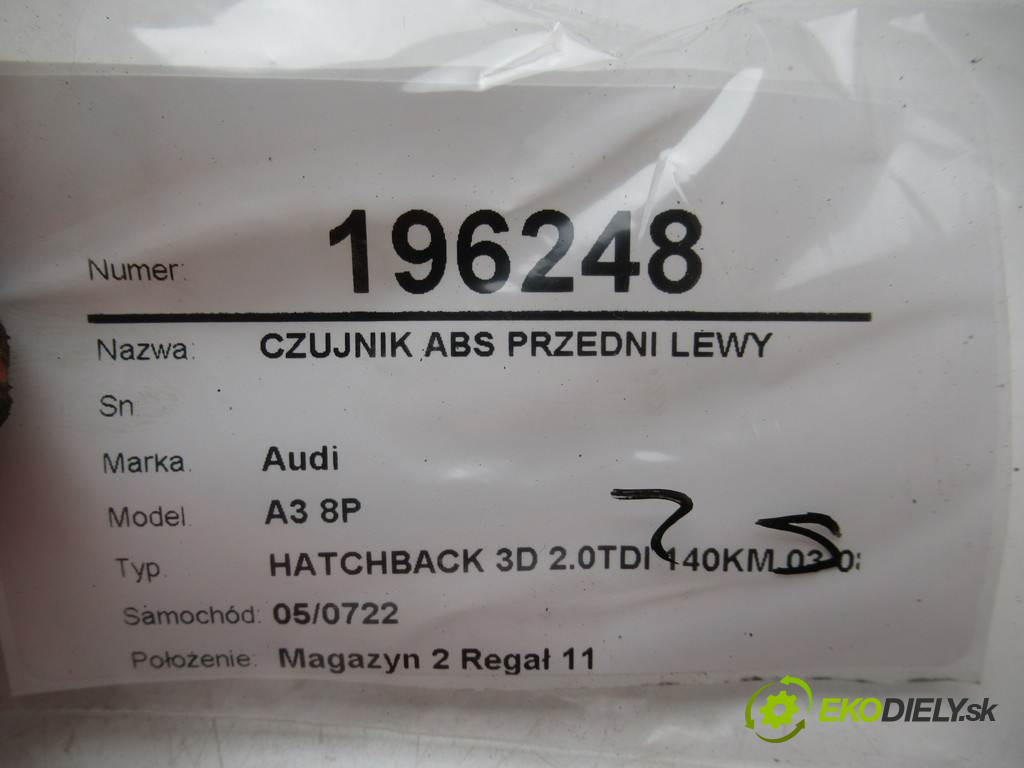 Numer: 196248
Nazwa: CZUJNIK ABS PRZEDNI LEWY
Sn
Marka. Audi
Model. A3 8P
Typ. HATCHBACK 3D 2.0TDI 140KM
Samochód: 05/0722
Położenie: Magazyn 2 Regał 11
EKODIELY.sk